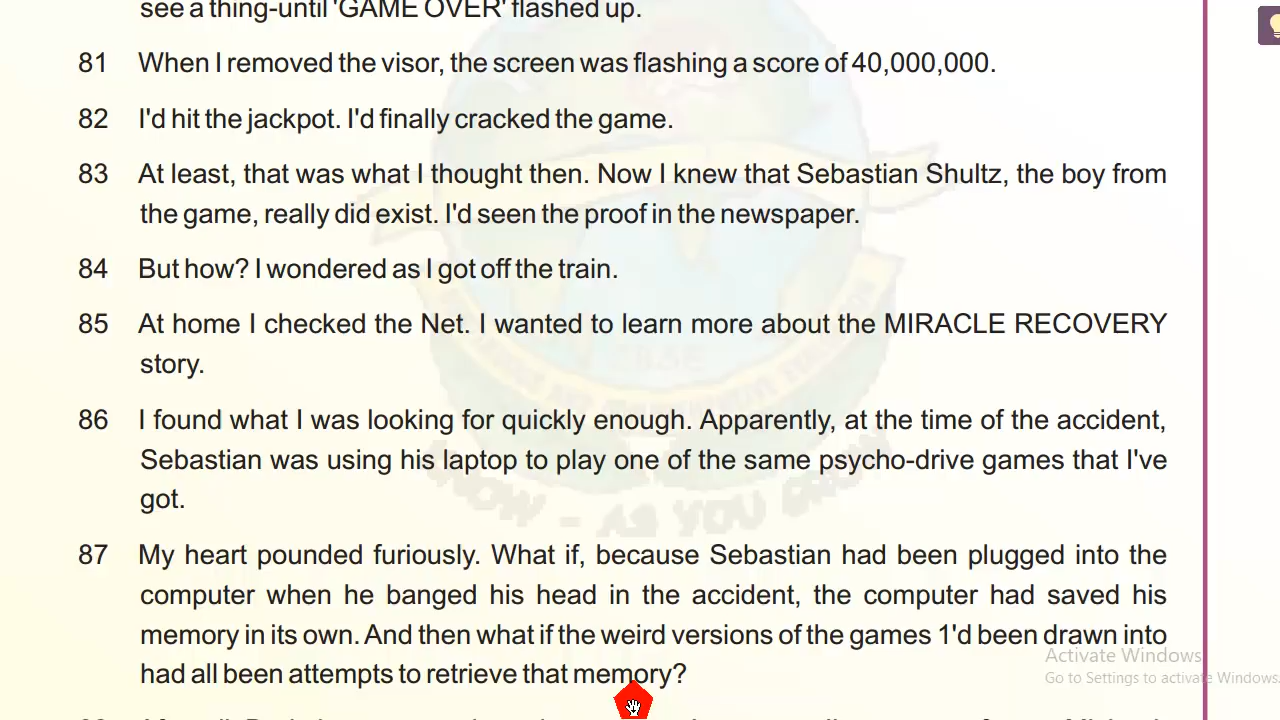 see a thing-until 'GAME OVER' flashed up.
81 When I removed the visor, the screen was flashing a score of 40,000,000.
82 I'd hit the jackpot. I'd finally cracked the game.
83 At least, that was what I thought then. Now I knew that Sebastian Shultz, the boy from
the game, really did exist. I'd seen the proof in the newspaper.
84 But how? I wondered as I got off the train.
85 At home I checked the Net. I wanted to learn more about the MIRACLE RECOVERY
story.
86 I found what I was looking for quickly enough. Apparently, at the time of the accident,
Sebastian was using his laptop to play one of the same psycho-drive games that I've
got.
KNOW - AS YOU GROW
87 My heart pounded furiously. What if, because Sebastian had been plugged into the
computer when he banged his head in the accident, the computer had saved his
memory in its own. And then what if the weird versions of the games 1'd been drawn into
had all been attempts to retrieve that memory?
Activate Windows
Go to Settings to activate Windows.